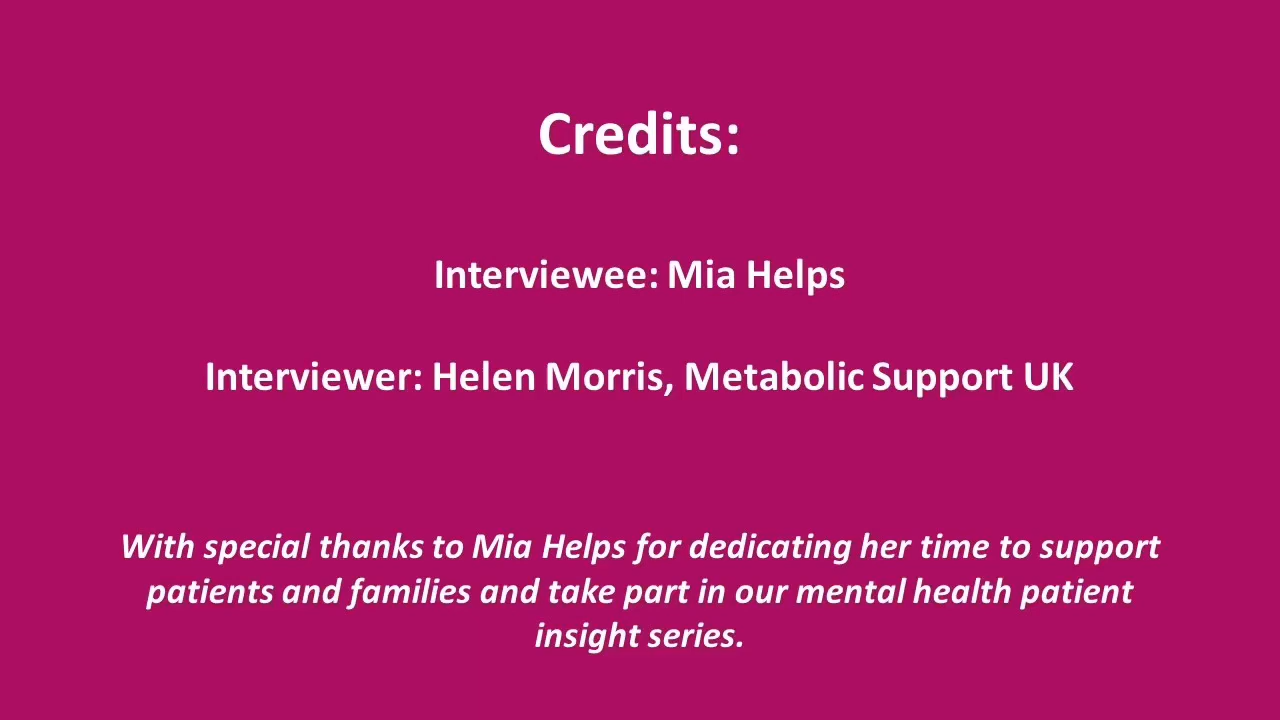 Credits:
Interviewee: Mia Helps
Interviewer: Helen Morris, Metabolic Support UK
With special thanks to Mia Helps for dedicating her time to support
patients and families and take part in our mental health patient
insight series.